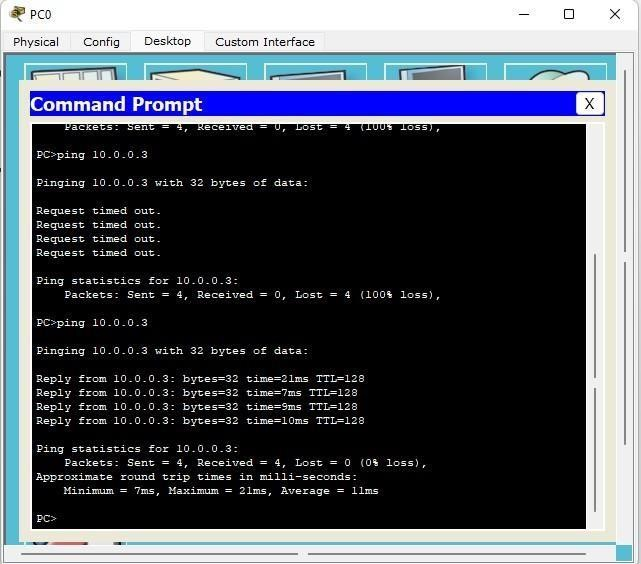 PC0
Physical Config Desktop Custom Interface
Command Prompt
X
Packets: Sent = 4, Received = 0, Lost = 4 (100% loss),
PC>ping 10.0.0.3
Pinging 10.0.0.3 with 32 bytes of data:
Request timed out.
Request timed out.
Request timed out.
Request timed out.
Ping statistics for 10.0.0.3:
Packets: Sent = 4, Received = 0, Lost = 4 (100% loss),
PC>ping 10.0.0.3
Pinging 10.0.0.3 with 32 bytes of data:
Reply from 10.0.0.3: bytes=32 time=21ms TTL=128
Reply from 10.0.0.3: bytes=32 time=7ms TTL=128
Reply from 10.0.0.3: bytes=32 time=9ms TTL=128
Reply from 10.0.0.3: bytes=32 time=10ms TTL=128
Ping statistics for 10.0.0.3:
Packets: Sent = 4, Received = 4, Lost = 0 (0% loss),
Approximate round trip times in milli-seconds:
Minimum = 7ms, Maximum = 21ms, Average = 11ms
PC>